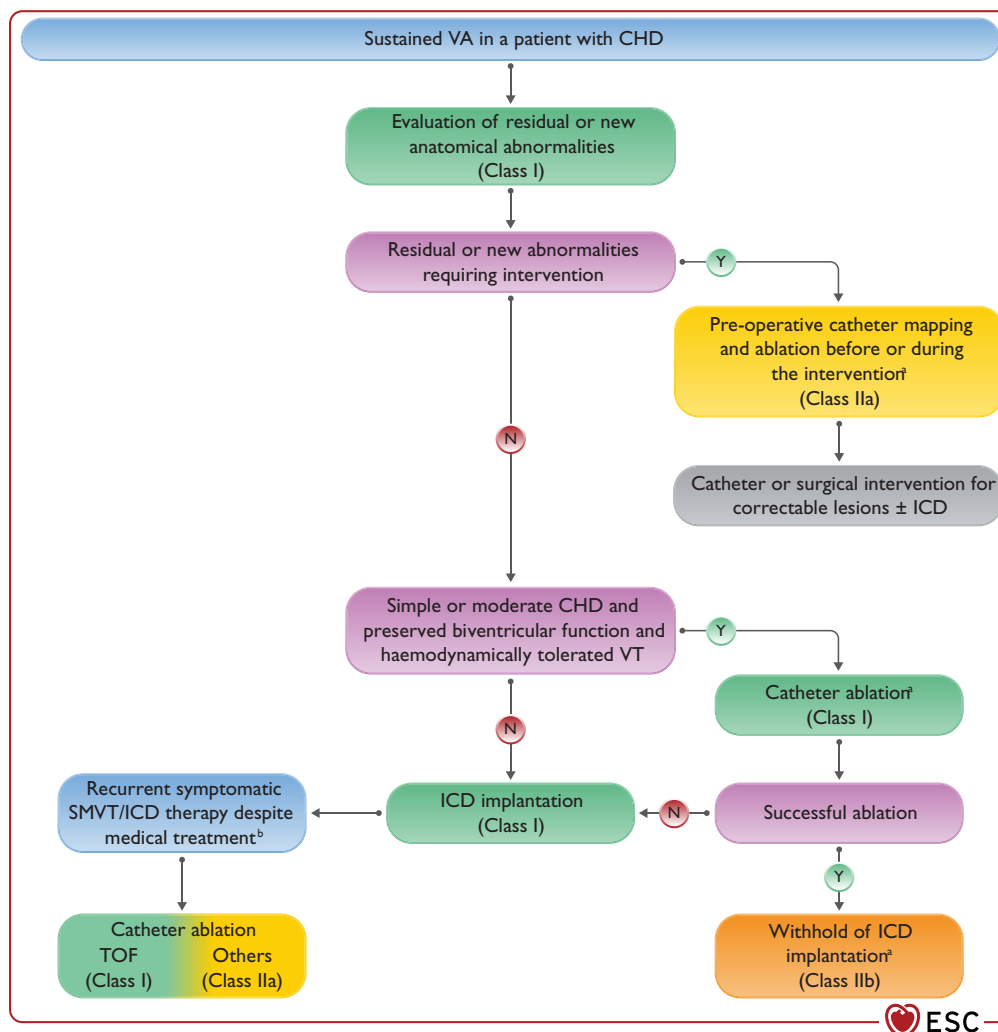 Sustained VA in a patient with CHD
Evaluation of residual or new
anatomical abnormalities
(Class I)
Residual or new abnormalities
requiring intervention
Y
Pre-operative catheter mapping
and ablation before or during
the interventionª
(Class IIa)
N
Catheter or surgical intervention for
correctable lesions ± ICD
Simple or moderate CHD and
preserved biventricular function and
haemodynamically tolerated VT
Y
Catheter ablationª
(Class I)
N
Recurrent symptomatic
SMVT/ICD therapy despite
medical treatmentᵇ
ICD implantation
(Class I)
N
Successful ablation
Y
Catheter ablation
TOF Others
(Class I) (Class IIa)
Withhold of ICD
implantationª
(Class IIb)
ESC